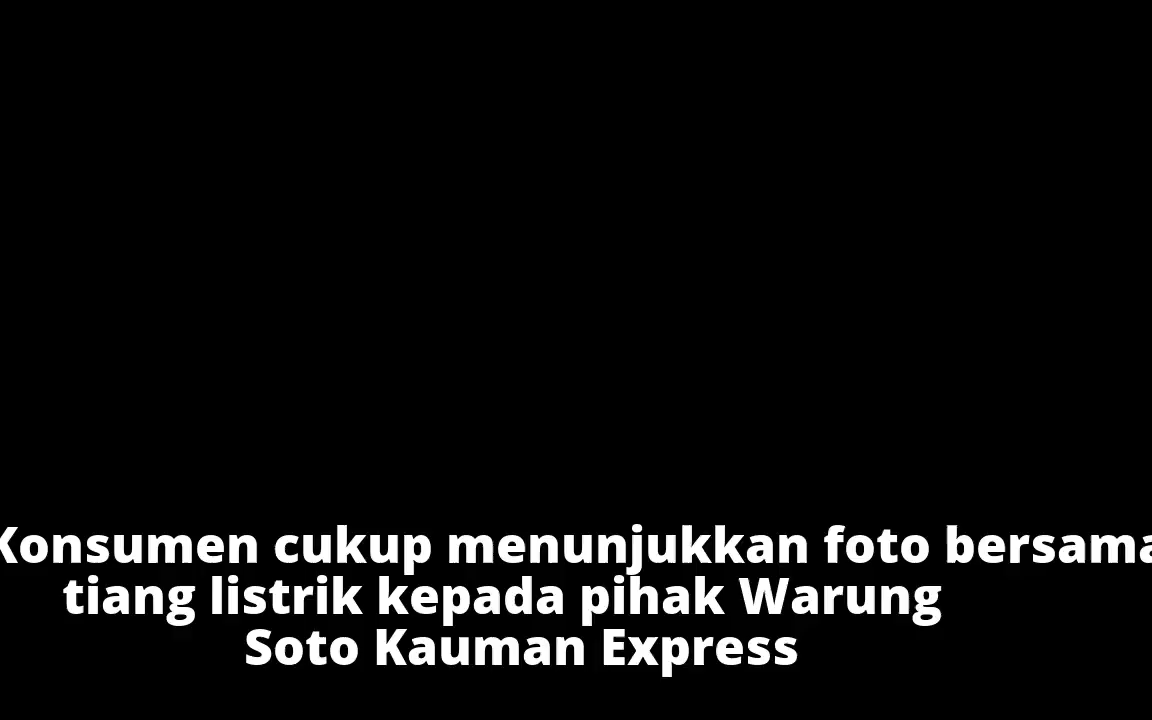 Konsumen cukup menunjukkan foto bersama
tiang listrik kepada pihak Warung
Soto Kauman Express